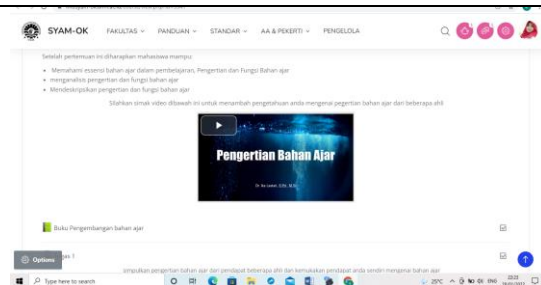 SYAM-OK FAKULTAS PANDUAN STANDAR AA & PEKERTI PENGELOLA
Setelah pertemuan ini diharapkan mahasiswa mampu:
Memahami essensi bahan ajar dalam pembelajaran, Pengertian dan Fungsi Bahan ajar
menganalisis pengertian dan fungsi bahan ajar
Mendeskripsikan pengertian dan fungsi bahan ajar
Silahkan simak video dibawah ini untuk menambah pengetahuan anda mengenai pegertian bahan ajar dari beberapa ahli
Pengertian Bahan Ajar
Buku Pengembangan bahan ajar
Options
simpulkan pengertian bahan ajar dari pendapat beberapa ahli dan kemukakan pendapat anda sendiri mengenai bahan ajar
Type here to search 25°C ENG